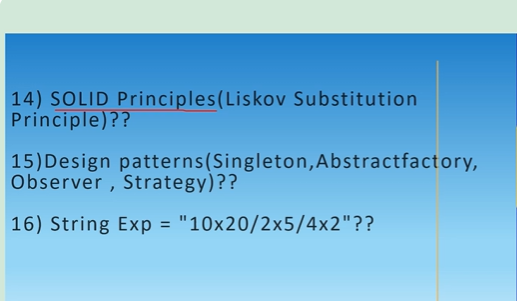 14) SOLID Principles(Liskov Substitution
Principle)??
15)Design patterns(Singleton,Abstractfactory,
Observer , Strategy)??
16) String Exp = "10x20/2x5/4x2"??